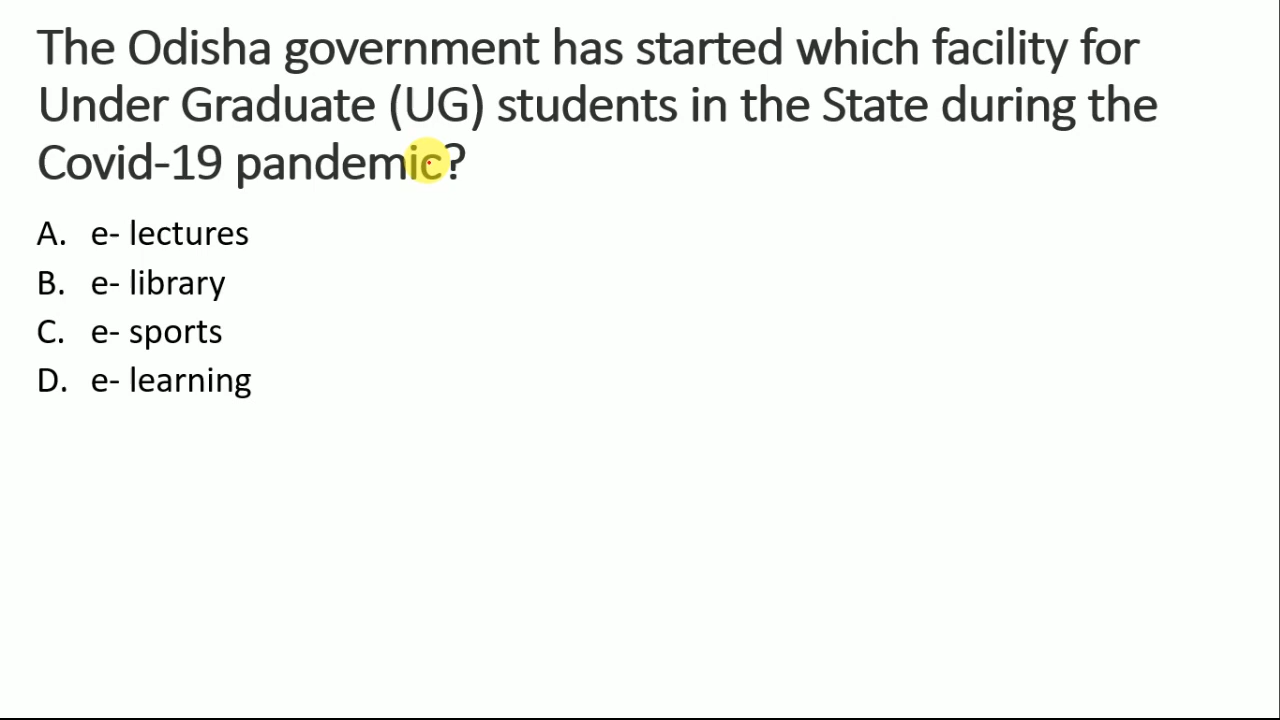 The Odisha government has started which facility for
Under Graduate (UG) students in the State during the
Covid-19 pandemic?
A. e- lectures
B. e- library
C. e- sports
D. e- learning